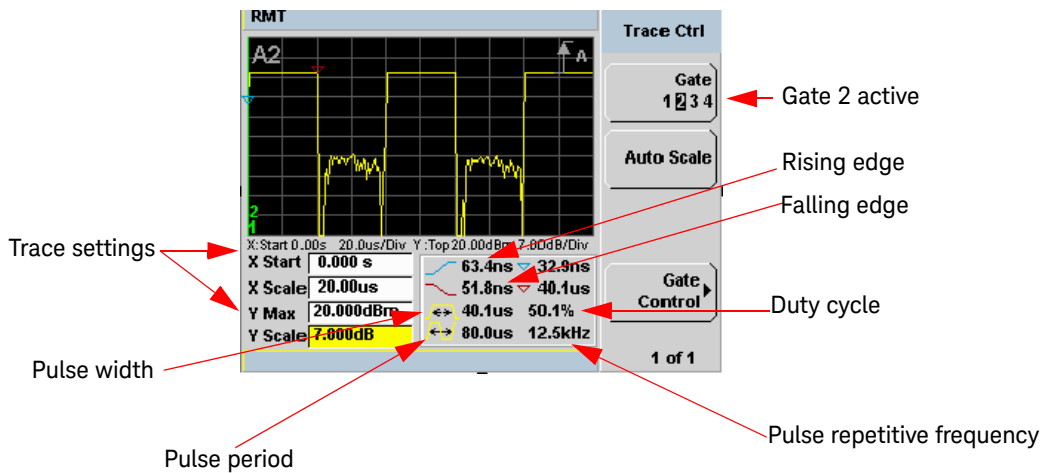 RMT
Trace Ctrl
A2
A
Gate
1 2 3 4
Gate 2 active
Auto Scale
Rising edge
Falling edge
2
1
X:Start 0.00s 20.0us/Div Y:Top 20.00dBm 7.00dB/Div
Trace settings
X Start 0.000 s
63.4ns 32.9ns
X Scale 20.00us
51.8ns 40.1us
Gate
Control
Y Max 20.000dBm
40.1us 50.1%
Duty cycle
Y Scale 7.000dB
80.0us 12.5kHz
1 of 1
Pulse width
Pulse repetitive frequency
Pulse period